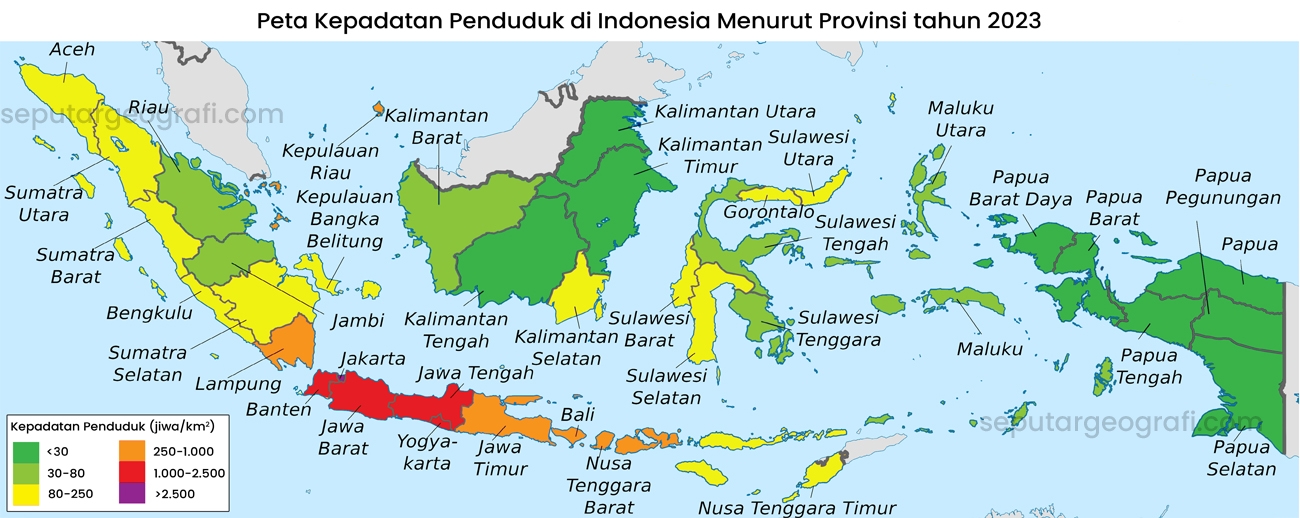 Peta Kepadatan Penduduk di Indonesia Menurut Provinsi tahun 2023
Aceh
seputargeografi.com
Riau
Sumatra
Utara
Sumatra
Barat
Bengkulu
Sumatra
Selatan
Lampung
Jambi
Kepulauan
Riau
Kepulauan
Bangka
Belitung
Kalimantan
Barat
Kalimantan Utara
Kalimantan
Timur
Kalimantan
Tengah
Kalimantan
Selatan
Sulawesi
Utara
Gorontalo
Sulawesi
Tengah
Sulawesi
Barat
Sulawesi
Selatan
Sulawesi
Tenggara
Maluku
Utara
Maluku
Papua
Barat Daya
Papua
Barat
Papua
Pegunungan
Papua
Papua
Tengah
Papua
Selatan
seputargeografi.com
Banten
Jakarta
Jawa
Barat
Jawa Tengah
Yogya-
karta
Jawa
Timur
Bali
Nusa
Tenggara
Barat
Nusa Tenggara Timur
Kepadatan Penduduk (jiwa/km²)
<30
30-80
80-250
250-1.000
1.000-2.500
>2.500